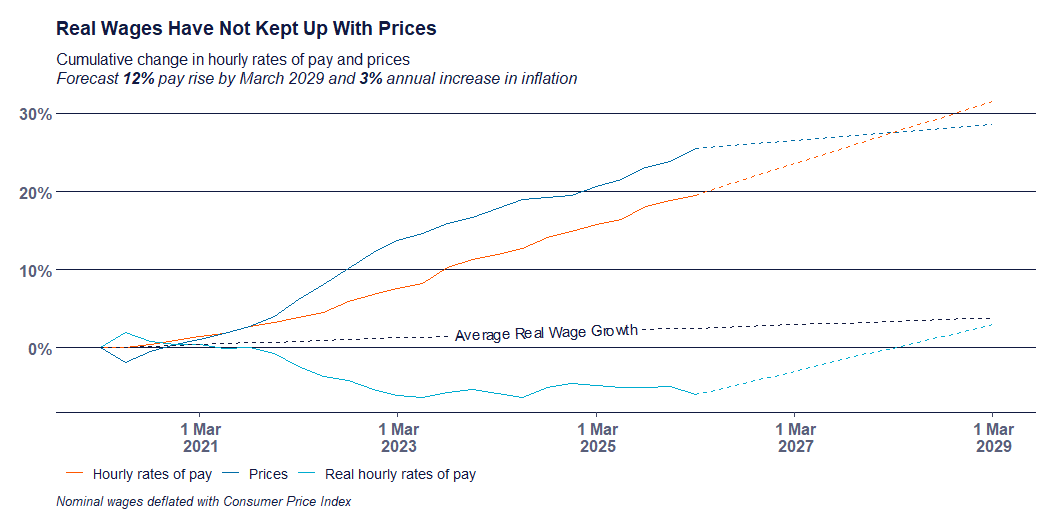 Real Wages Have Not Kept Up With Prices
Cumulative change in hourly rates of pay and prices
Forecast 12% pay rise by March 2029 and 3% annual increase in inflation
30%
20%
10%
Average Real Wage Growth
0%
1 Mar 1 Mar 1 Mar 1 Mar 1 Mar
2021 2023 2025 2027 2029
Hourly rates of pay Prices Real hourly rates of pay
Nominal wages deflated with Consumer Price Index